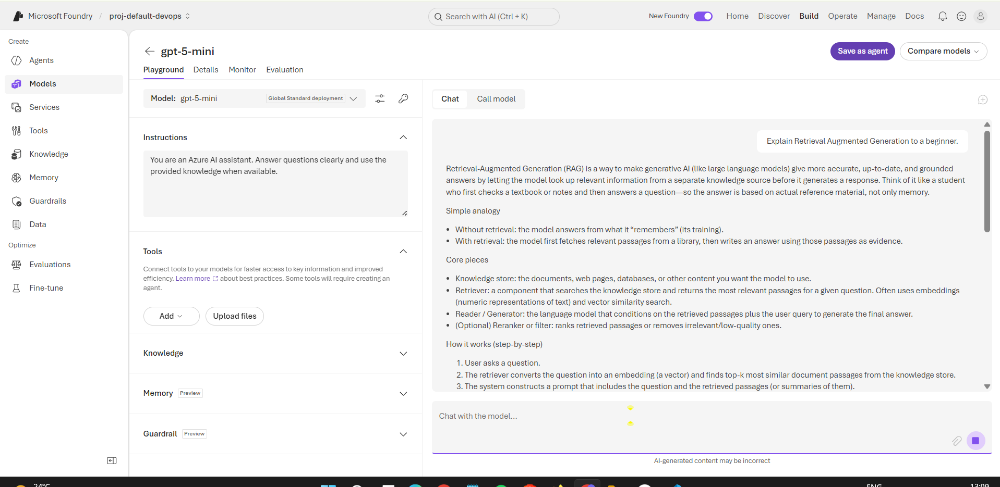 Microsoft Foundry / proj-default-devops
Search with AI (Ctrl + K)
New Foundry
Home Discover Build Operate Manage Docs
Create
Agents
Models
Services
Tools
Knowledge
Memory
Guardrails
Data
Optimize
Evaluations
Fine-tune
gpt-5-mini
Save as agent
Compare models
Playground Details Monitor Evaluation
Model: gpt-5-mini Global Standard deployment
Instructions
You are an Azure AI assistant. Answer questions clearly and use the
provided knowledge when available.
Tools
Connect tools to your models for faster access to key information and improved
efficiency. Learn more about best practices. Some tools will require creating an
agent.
Add
Upload files
Knowledge
Memory Preview
Guardrail Preview
Chat Call model
Explain Retrieval Augmented Generation to a beginner.
Retrieval-Augmented Generation (RAG) is a way to make generative AI (like large language models) give more accurate, up-to-date, and grounded
answers by letting the model look up relevant information from a separate knowledge source before it generates a response. Think of it like a student
who first checks a textbook or notes and then answers a question—so the answer is based on actual reference material, not only memory.
Simple analogy
• Without retrieval: the model answers from what it “remembers” (its training).
• With retrieval: the model first fetches relevant passages from a library, then writes an answer using those passages as evidence.
Core pieces
• Knowledge store: the documents, web pages, databases, or other content you want the model to use.
• Retriever: a component that searches the knowledge store and returns the most relevant passages for a given question. Often uses embeddings
(numeric representations of text) and vector similarity search.
• Reader / Generator: the language model that conditions on the retrieved passages plus the user query to generate the final answer.
• (Optional) Reranker or filter: ranks retrieved passages or removes irrelevant/low-quality ones.
How it works (step-by-step)
1. User asks a question.
2. The retriever converts the question into an embedding (a vector) and finds top-k most similar document passages from the knowledge store.
3. The system constructs a prompt that includes the question and the retrieved passages (or summaries of them).
Chat with the model...
AI-generated content may be incorrect
24°C
ENG
13:09